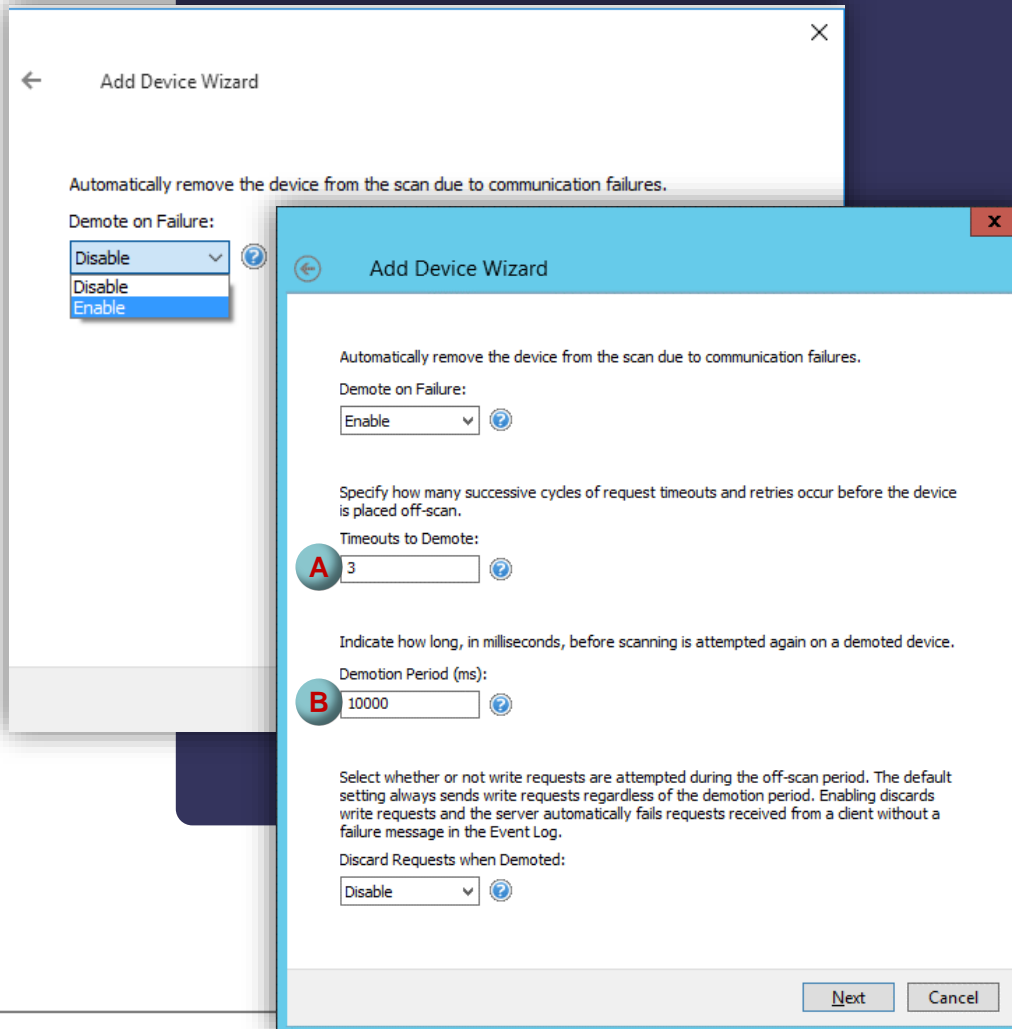 Add Device Wizard
Automatically remove the device from the scan due to communication failures.
Demote on Failure:
Disable
Disable
Enable
x
Add Device Wizard
Automatically remove the device from the scan due to communication failures.
Demote on Failure:
Enable
Specify how many successive cycles of request timeouts and retries occur before the device
is placed off-scan.
Timeouts to Demote:
A 3
Indicate how long, in milliseconds, before scanning is attempted again on a demoted device.
Demotion Period (ms):
B 10000
Select whether or not write requests are attempted during the off-scan period. The default
setting always sends write requests regardless of the demotion period. Enabling discards
write requests and the server automatically fails requests received from a client without a
failure message in the Event Log.
Discard Requests when Demoted:
Disable
Next Cancel